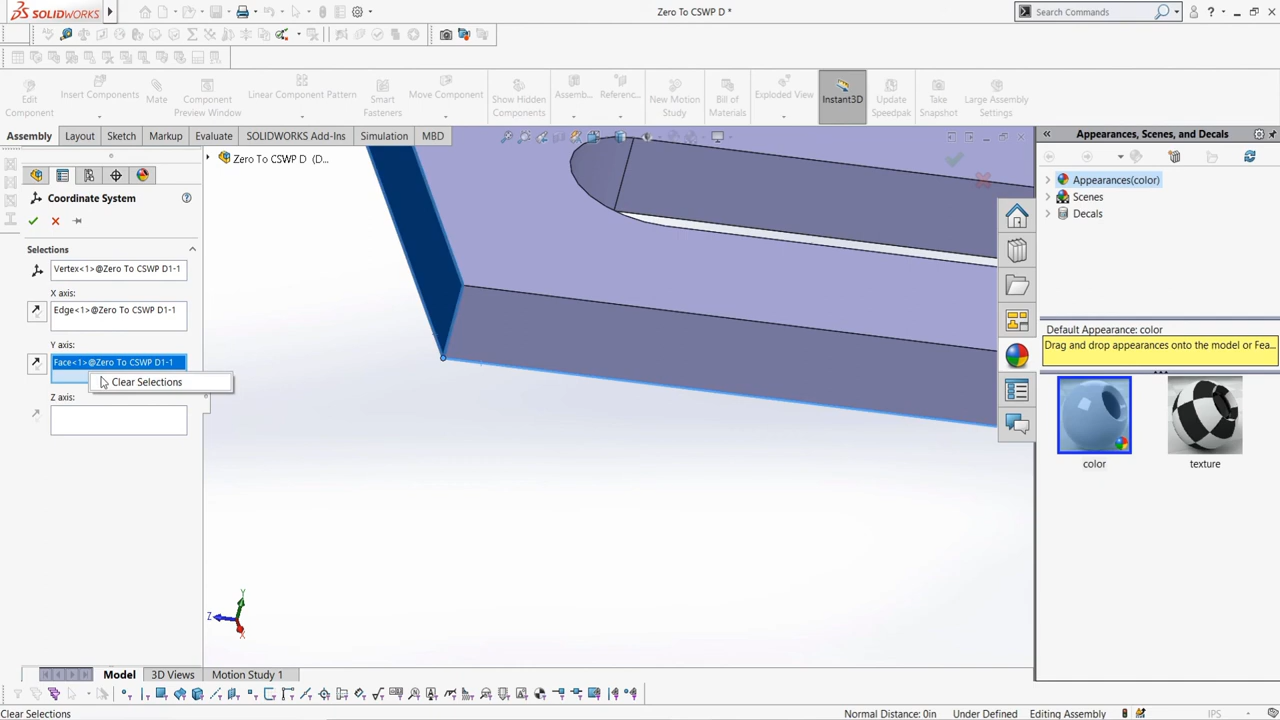 SOLIDWORKS
Zero To CSWP D *
Search Commands
Edit
Component
Insert Components
Mate
Component
Preview Window
Linear Component Pattern
Smart
Fasteners
Move Component
Show Hidden
Components
Assemb...
Referenc...
New Motion
Study
Bill of
Materials
Exploded View
Instant3D
Update
Speedpak
Take
Snapshot
Large Assembly
Settings
Assembly
Layout
Sketch
Markup
Evaluate
SOLIDWORKS Add-Ins
Simulation
MBD
Zero To CSWP D (D...
Coordinate System
Selections
Vertex<1>@Zero To CSWP D1-1
X axis:
Edge<1>@Zero To CSWP D1-1
Y axis:
Face<1>@Zero To CSWP D1-1
Clear Selections
Z axis:
Y
Z
X
Appearances, Scenes, and Decals
Appearances(color)
Scenes
Decals
Default Appearance: color
Drag and drop appearances onto the model or Fea...
color
texture
Model
3D Views
Motion Study 1
Clear Selections
Normal Distance: 0in
Under Defined
Editing Assembly
IPS